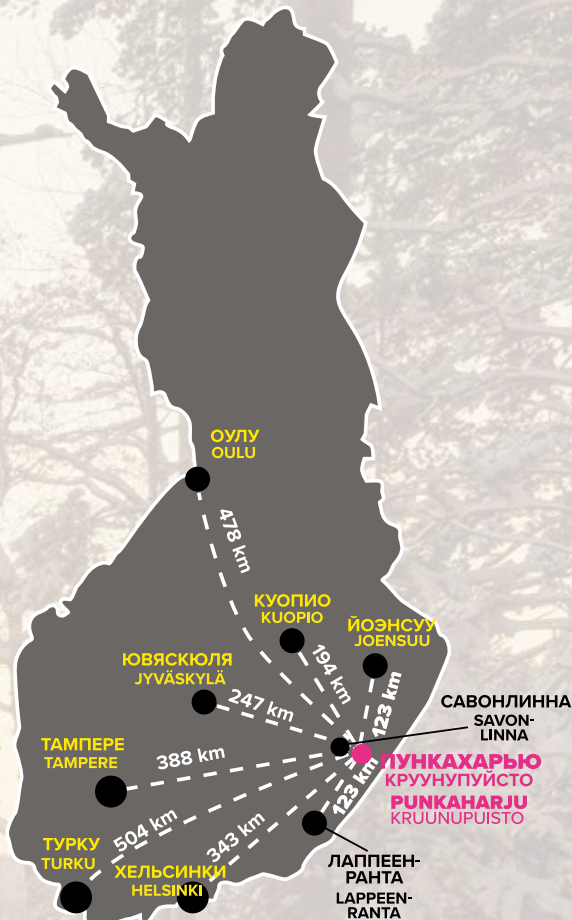 ОУЛУ
OULU
478 km
КУОПИО
KUOPIO
ЙОЭНСУУ
JOENSUU
ЮВЯСКЮЛЯ
JYVÄSKYLÄ
194 km
247 km
123 km
САВОНЛИННА
SAVON-
LINNA
ТАМПЕРЕ
TAMPERE
388 km
ПУНКАХАРЬЮ
КРУУНУПУЙСТО
PUNKAHARJU
KRUUNUPUISTO
123 km
504 km
343 km
ТУРКУ
TURKU
ХЕЛЬСИНКИ
HELSINKI
ЛАППЕЕН-
РАНТА
LAPPEEN-
RANTA